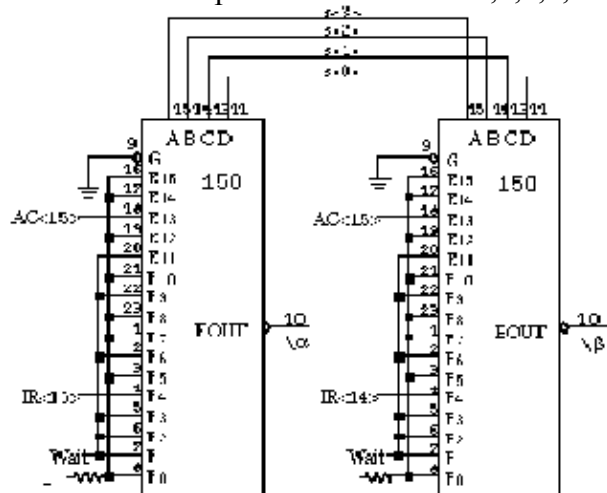 s<3>
s<2>
s<1>
s<0>
15 14 13 11
15 14 13 11
A B C D
A B C D
9
G
150
9
G
150
16
E15
16
E15
17
E14
17
E14
AC<15>
18
E13
AC<15>
18
E13
19
E12
19
E12
20
E11
20
E11
21
21
22
E9
22
E9
23
E8
23
E8
1
E7
EOUT
10
1
E7
EOUT
10
\α
\β
2
E6
2
E6
3
E5
3
E5
4
E4
IR<14>
4
E4
5
E3
5
E3
6
E2
6
E2
Wait
7
Wait
7
8
E0
8
E0